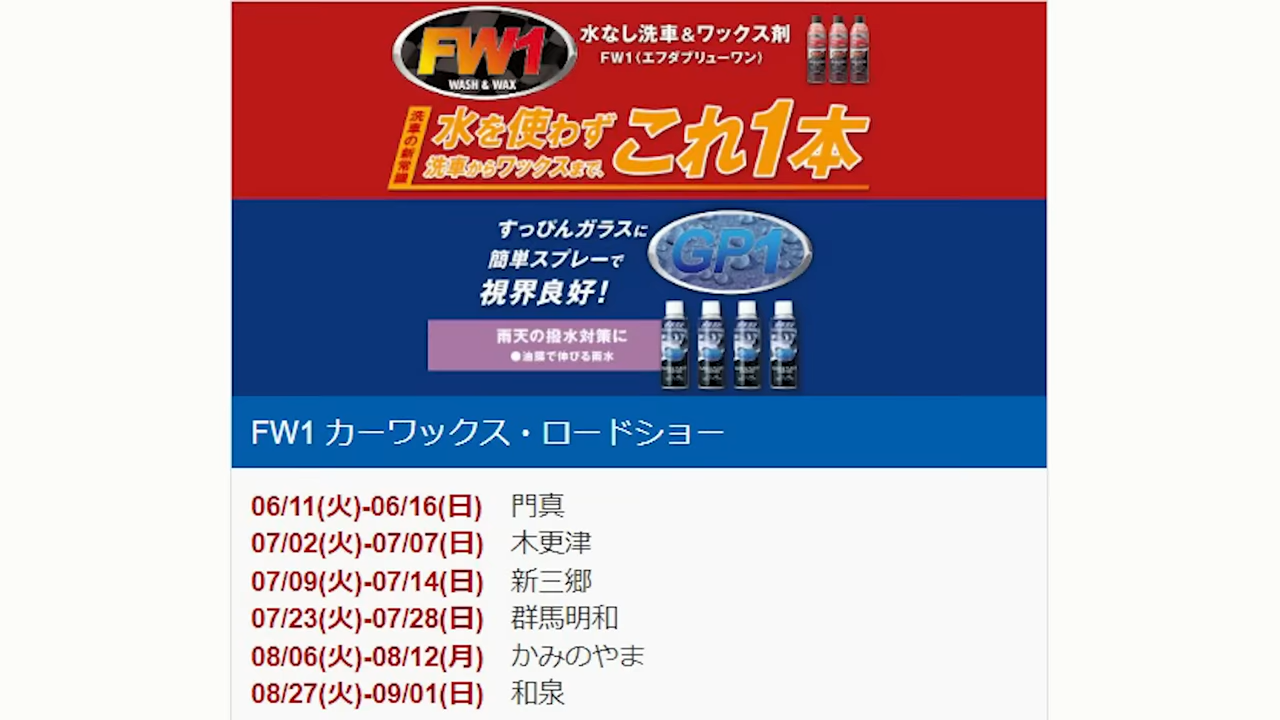 FW1
WASH & WAX
水なし洗車&ワックス剤
FW1(エフダブリューワン)
洗車の新常識
水を使わず
洗車からワックスまで、
これ1本
すっぴんガラスに
簡単スプレーで
視界良好!
GP1
雨天の撥水対策に
●油膜で伸びる雨水
FW1 カーワックス・ロードショー
06/11(火)-06/16(日) 門真
07/02(火)-07/07(日) 木更津
07/09(火)-07/14(日) 新三郷
07/23(火)-07/28(日) 群馬明和
08/06(火)-08/12(月) かみのやま
08/27(火)-09/01(日) 和泉